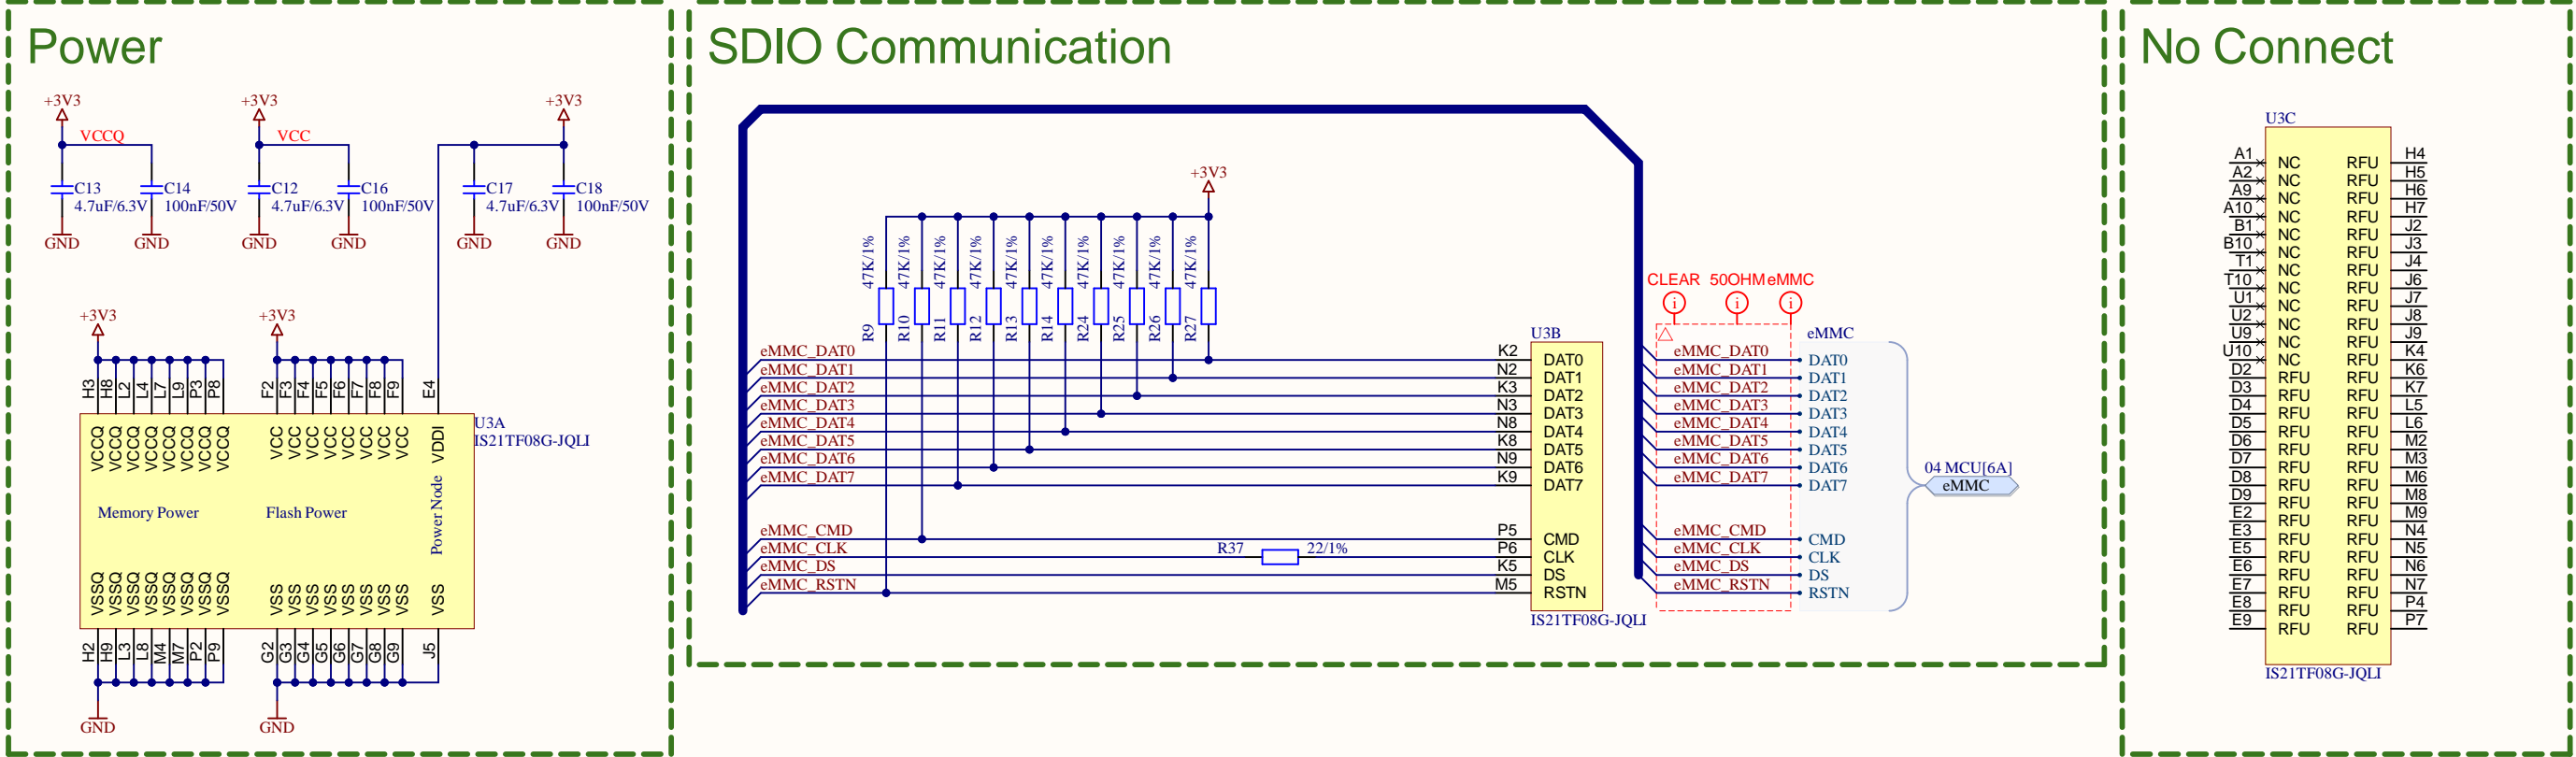 Power
+3V3
VCCQ
C13
4.7uF/6.3V
GND
C14
100nF/50V
GND
+3V3
VCC
C12
4.7uF/6.3V
GND
C16
100nF/50V
GND
+3V3
C17
4.7uF/6.3V
GND
C18
100nF/50V
GND
+3V3
+3V3
H3 H8 L2 L4 L7 L9 P3 P8 F2 F3 F4 F5 F6 F7 F8 F9 E4
U3A
IS21TF08G-JQLI
VCCQ VCCQ VCCQ VCCQ VCCQ VCCQ VCCQ VCCQ VCC VCC VCC VCC VCC VCC VCC VCC VDDI
Memory Power
Flash Power
Power Node
VSSQ VSSQ VSSQ VSSQ VSSQ VSSQ VSSQ VSSQ VSS VSS VSS VSS VSS VSS VSS VSS VSS
H2 H9 L3 L8 M4 M7 P2 P9 G2 G3 G4 G5 G6 G7 G8 G9 J5
GND
GND
SDIO Communication
+3V3
47K/1% 47K/1% 47K/1% 47K/1% 47K/1% 47K/1% 47K/1% 47K/1% 47K/1% 47K/1%
R9 R10 R11 R12 R13 R14 R24 R25 R26 R27
eMMC_DAT0
eMMC_DAT1
eMMC_DAT2
eMMC_DAT3
eMMC_DAT4
eMMC_DAT5
eMMC_DAT6
eMMC_DAT7
eMMC_CMD
eMMC_CLK
eMMC_DS
eMMC_RSTN
R37 22/1%
U3B
K2 DAT0
N2 DAT1
K3 DAT2
N3 DAT3
N8 DAT4
K8 DAT5
N9 DAT6
K9 DAT7
P5 CMD
P6 CLK
K5 DS
M5 RSTN
IS21TF08G-JQLI
CLEAR 50OHM eMMC
i i i
eMMC
eMMC_DAT0 DAT0
eMMC_DAT1 DAT1
eMMC_DAT2 DAT2
eMMC_DAT3 DAT3
eMMC_DAT4 DAT4
eMMC_DAT5 DAT5
eMMC_DAT6 DAT6
eMMC_DAT7 DAT7
eMMC_CMD CMD
eMMC_CLK CLK
eMMC_DS DS
eMMC_RSTN RSTN
04 MCU[6A]
eMMC
No Connect
U3C
A1 NC RFU H4
A2 NC RFU H5
A9 NC RFU H6
A10 NC RFU H7
B1 NC RFU J2
B10 NC RFU J3
T1 NC RFU J4
T10 NC RFU J6
U1 NC RFU J7
U2 NC RFU J8
U9 NC RFU J9
U10 NC RFU K4
D2 RFU RFU K6
D3 RFU RFU K7
D4 RFU RFU L5
D5 RFU RFU L6
D6 RFU RFU M2
D7 RFU RFU M3
D8 RFU RFU M6
D9 RFU RFU M8
E2 RFU RFU M9
E3 RFU RFU N4
E5 RFU RFU N5
E6 RFU RFU N6
E7 RFU RFU N7
E8 RFU RFU P4
E9 RFU RFU P7
IS21TF08G-JQLI